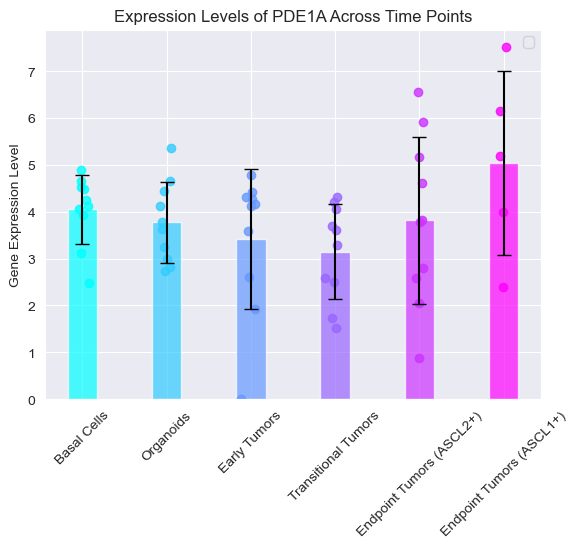 Expression Levels of PDE1A Across Time Points
Gene Expression Level
7
6
5
4
3
2
1
0
Basal Cells
Organoids
Early Tumors
Transitional Tumors
Endpoint Tumors (ASCL2+)
Endpoint Tumors (ASCL1+)